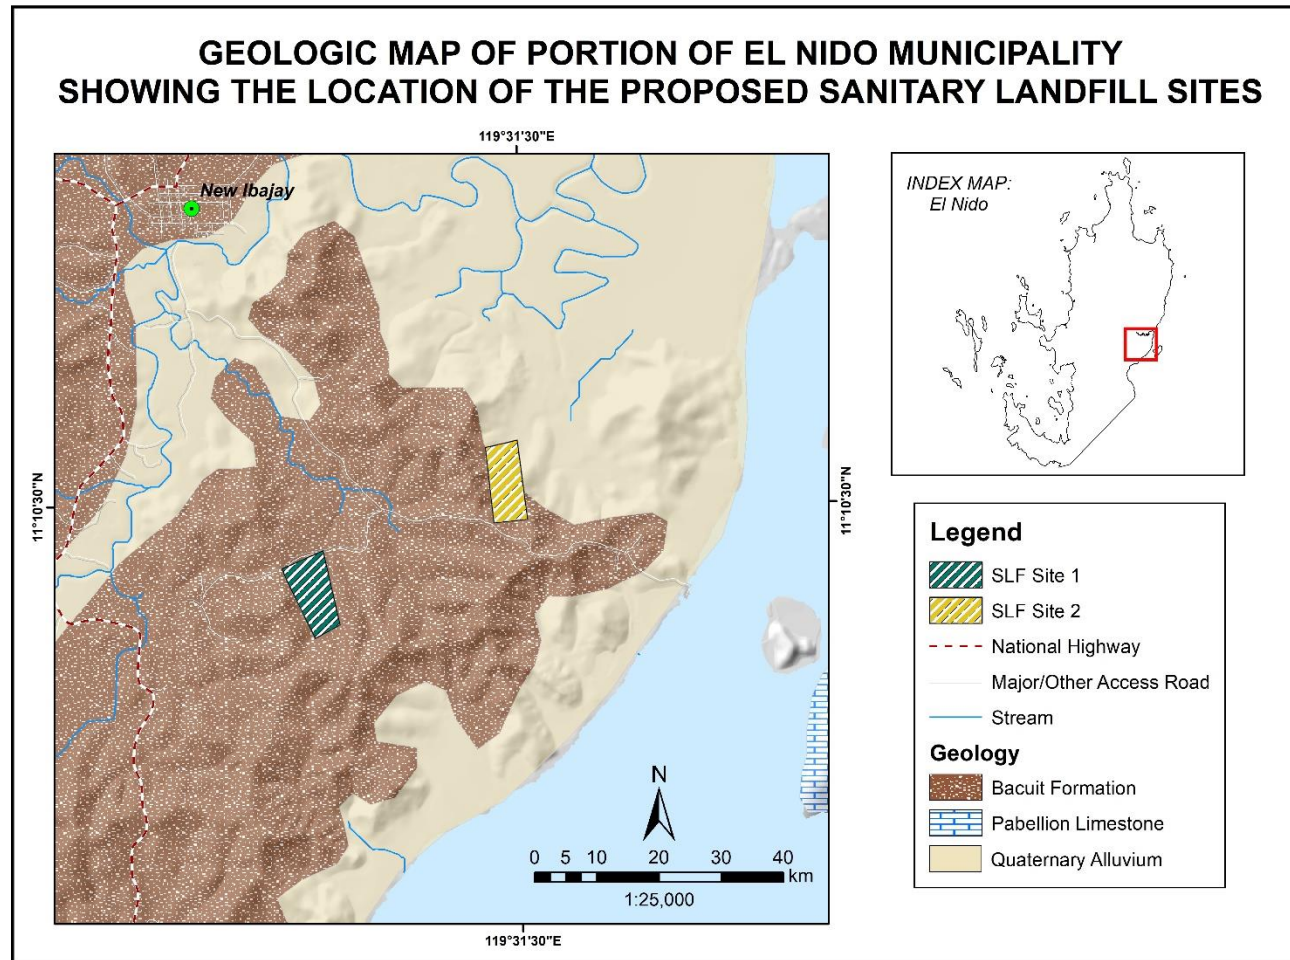 GEOLOGIC MAP OF PORTION OF EL NIDO MUNICIPALITY
SHOWING THE LOCATION OF THE PROPOSED SANITARY LANDFILL SITES
119°31'30"E
New Ibajay
11°10'30"N
11°10'30"N
N
0 5 10 20 30 40
km
1:25,000
119°31'30"E
INDEX MAP:
El Nido
Legend
SLF Site 1
SLF Site 2
National Highway
Major/Other Access Road
Stream
Geology
Bacuit Formation
Pabellion Limestone
Quaternary Alluvium